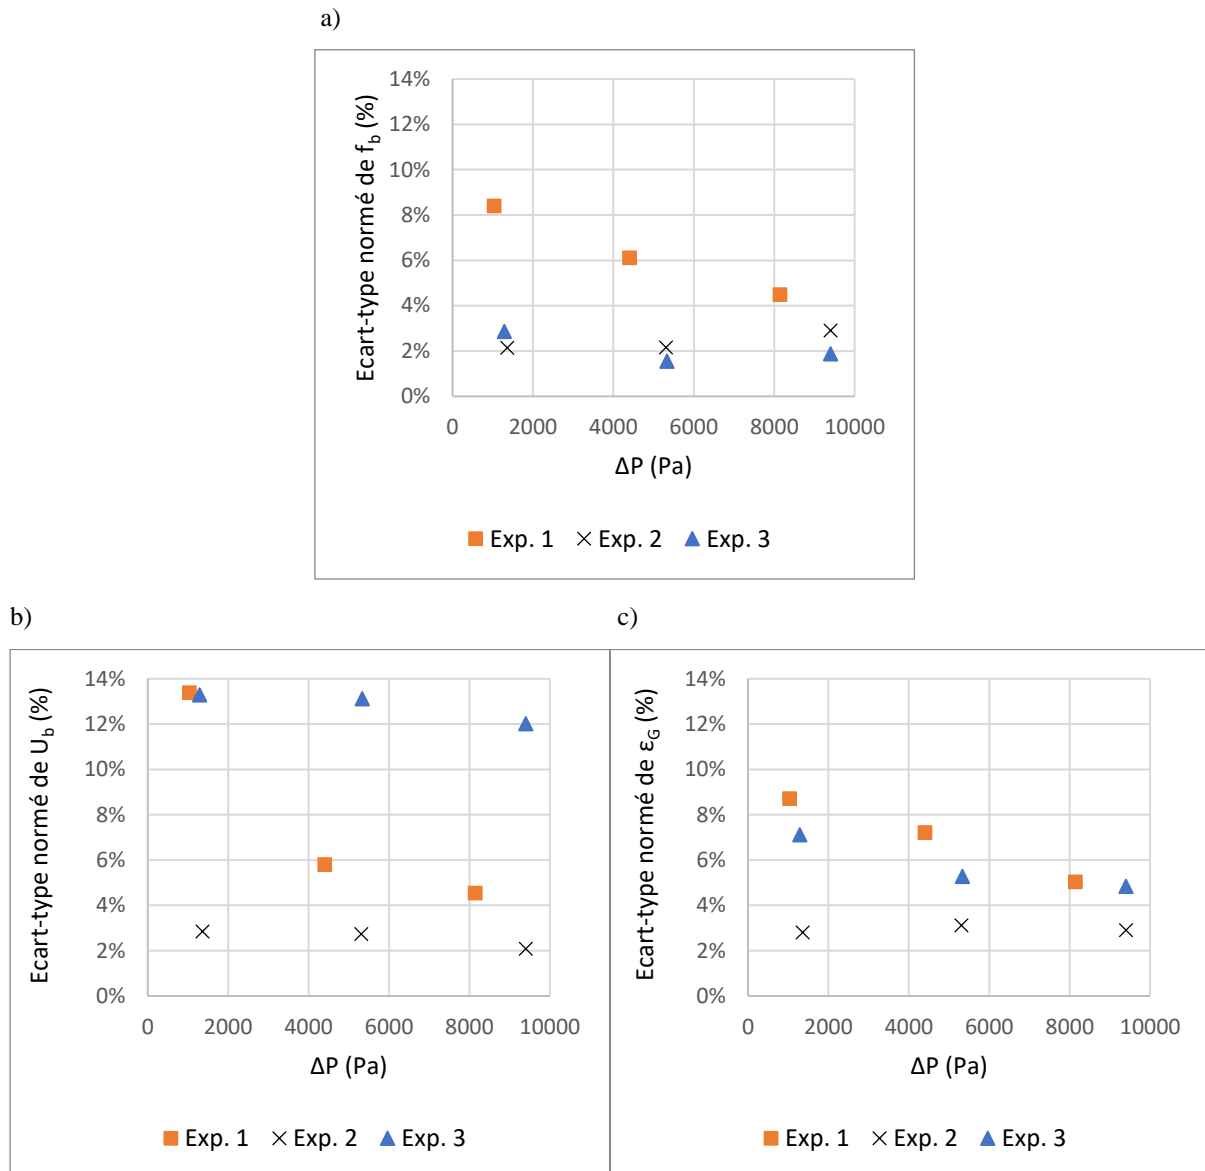 a)
Ecart-type normé de f_b (%)
14%
12%
10%
8%
6%
4%
2%
0%
0 2000 4000 6000 8000 10000
ΔP (Pa)
Exp. 1 Exp. 2 Exp. 3
b)
Ecart-type normé de U_b (%)
14%
12%
10%
8%
6%
4%
2%
0%
0 2000 4000 6000 8000 10000
ΔP (Pa)
Exp. 1 Exp. 2 Exp. 3
c)
Ecart-type normé de ε_G (%)
14%
12%
10%
8%
6%
4%
2%
0%
0 2000 4000 6000 8000 10000
ΔP (Pa)
Exp. 1 Exp. 2 Exp. 3